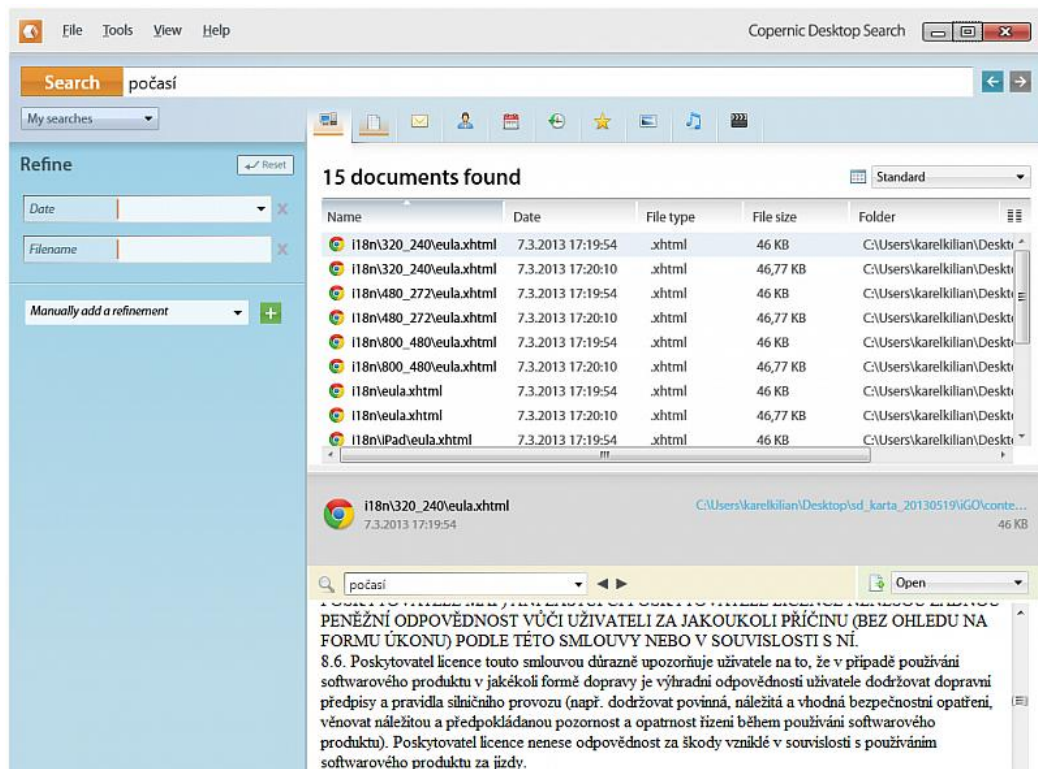 File Tools View Help Copernic Desktop Search
Search počasí
My searches
Refine Reset
15 documents found Standard
Date
Filename
Manually add a refinement
Name Date File type File size Folder
i18n\320_240\eula.xhtml 7.3.2013 17:19:54 .xhtml 46 KB C:\Users\karelkilian\Deskt
i18n\320_240\eula.xhtml 7.3.2013 17:20:10 .xhtml 46,77 KB C:\Users\karelkilian\Deskt
i18n\480_272\eula.xhtml 7.3.2013 17:19:54 .xhtml 46 KB C:\Users\karelkilian\Deskt
i18n\480_272\eula.xhtml 7.3.2013 17:20:10 .xhtml 46,77 KB C:\Users\karelkilian\Deskt
i18n\800_480\eula.xhtml 7.3.2013 17:19:54 .xhtml 46 KB C:\Users\karelkilian\Deskt
i18n\800_480\eula.xhtml 7.3.2013 17:20:10 .xhtml 46,77 KB C:\Users\karelkilian\Deskt
i18n\eula.xhtml 7.3.2013 17:19:54 .xhtml 46 KB C:\Users\karelkilian\Deskt
i18n\eula.xhtml 7.3.2013 17:20:10 .xhtml 46,77 KB C:\Users\karelkilian\Deskt
i18n\iPad\eula.xhtml 7.3.2013 17:19:54 .xhtml 46 KB C:\Users\karelkilian\Deskt
i18n\320_240\eula.xhtml C:\Users\karelkilian\Desktop\sd_karta_20130519\iGO\conte...
7.3.2013 17:19:54 46 KB
počasí Open
PENĚŽNÍ ODPOVĚDNOST VŮČI UŽIVATELI ZA JAKOUKOLI PŘÍČINU (BEZ OHLEDU NA
FORMU ÚKONU) PODLE TÉTO SMLOUVY NEBO V SOUVISLOSTI S NÍ.
8.6. Poskytovatel licence touto smlouvou důrazně upozorňuje uživatele na to, že v případě používání
softwarového produktu v jakékoli formě dopravy je výhradní odpovědností uživatele dodržovat dopravní
předpisy a pravidla silničního provozu (např. dodržovat povinná, náležitá a vhodná bezpečnostní opatření,
věnovat náležitou a předpokládanou pozornost a opatrnost řízení během používání softwarového
produktu). Poskytovatel licence nenese odpovědnost za škody vzniklé v souvislosti s používáním
softwarového produktu za jízdy.